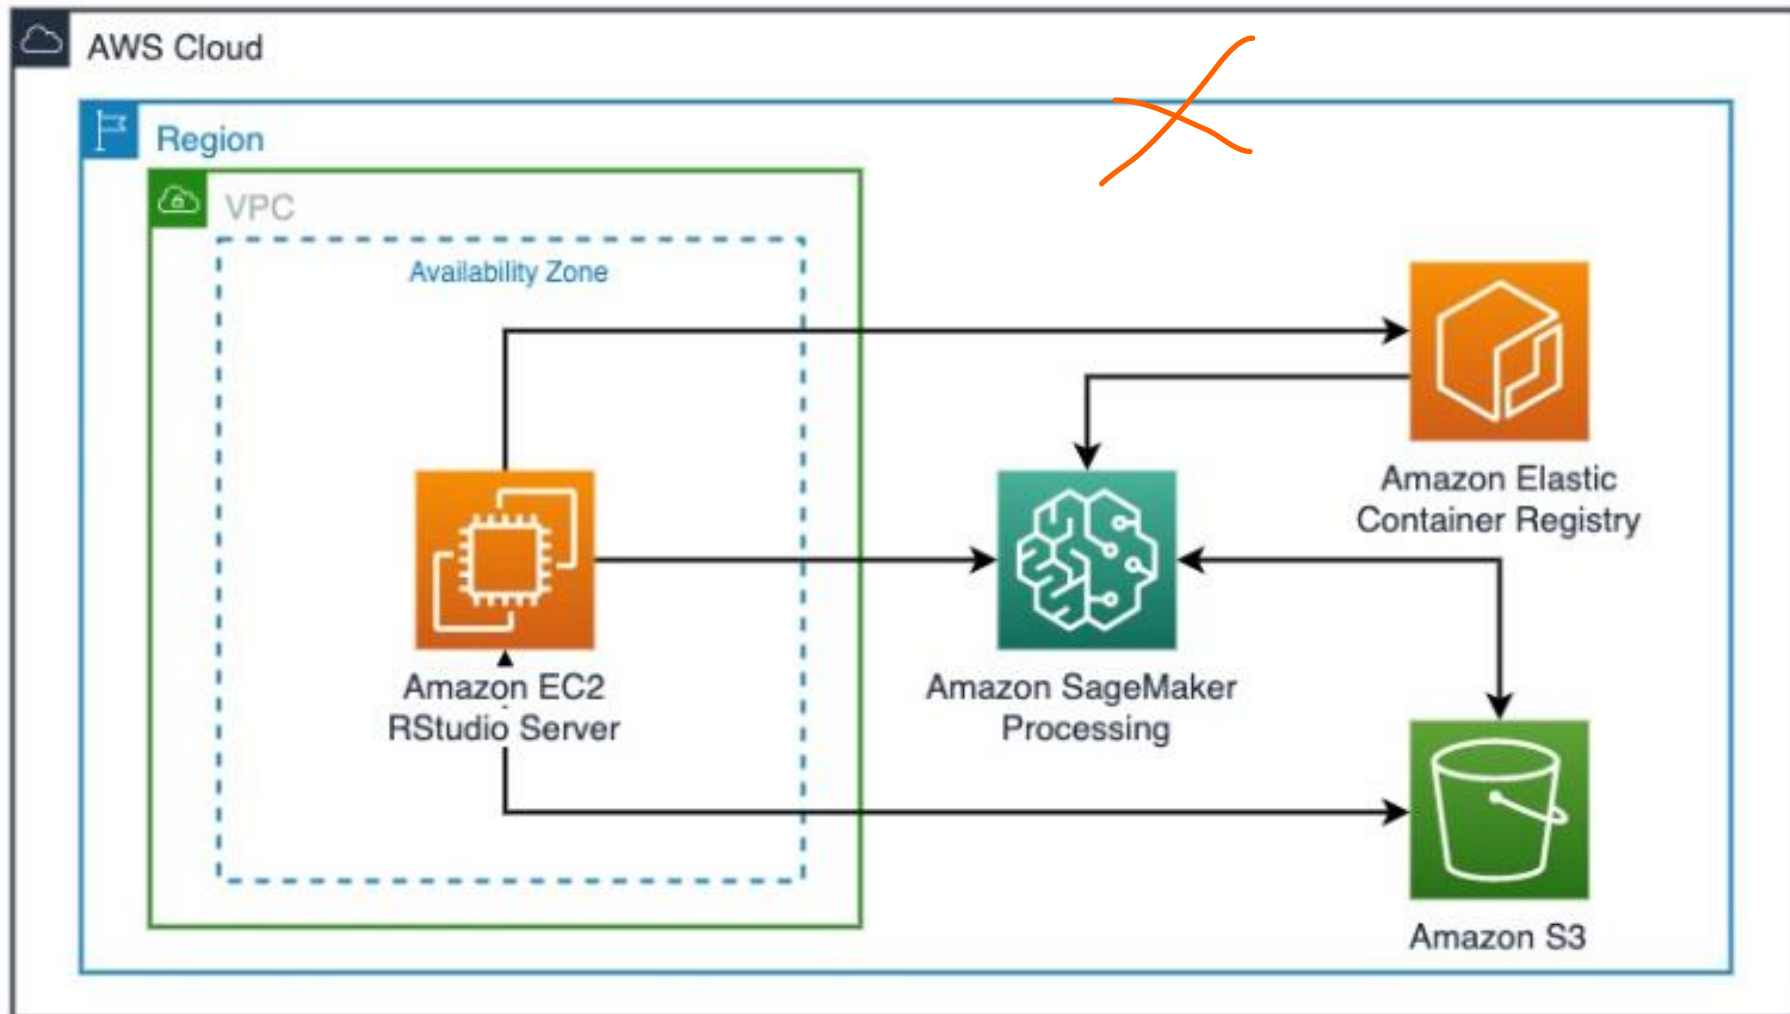 AWS Cloud
Region
VPC
Availability Zone
Amazon Elastic
Container Registry
Amazon EC2
RStudio Server
Amazon SageMaker
Processing
Amazon S3